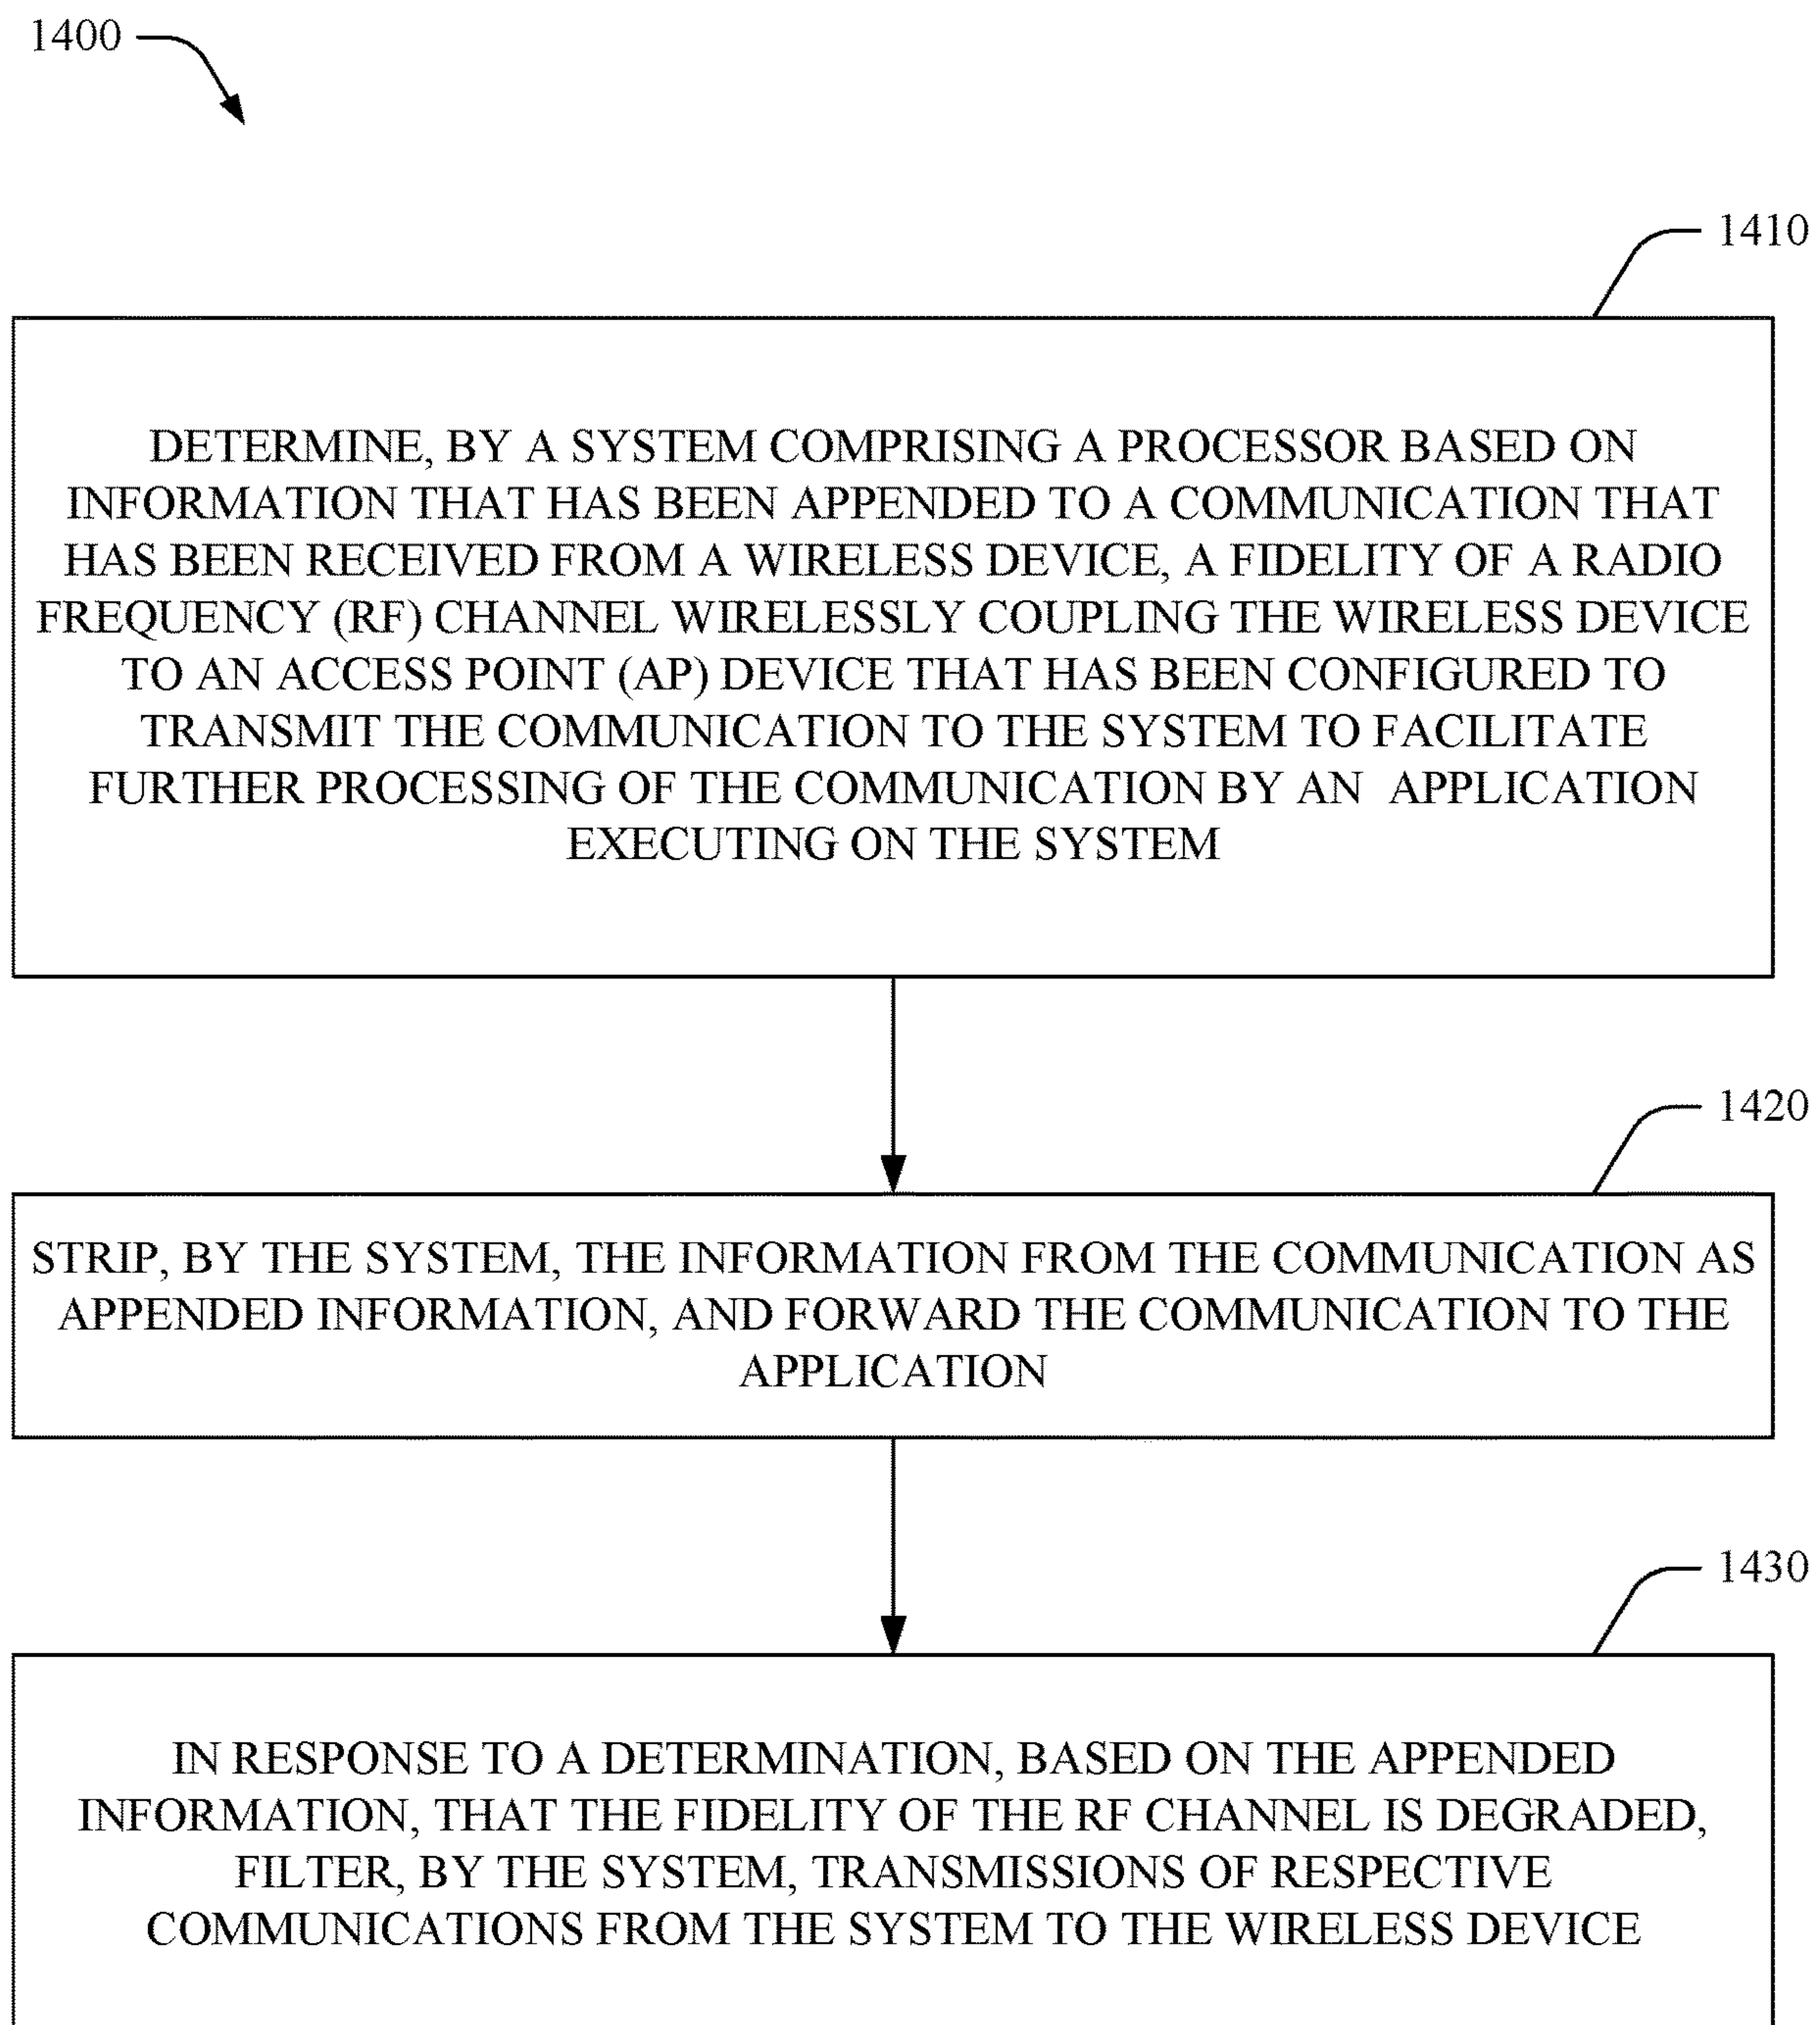 1400
1410
DETERMINE, BY A SYSTEM COMPRISING A PROCESSOR BASED ON
INFORMATION THAT HAS BEEN APPENDED TO A COMMUNICATION THAT
HAS BEEN RECEIVED FROM A WIRELESS DEVICE, A FIDELITY OF A RADIO
FREQUENCY (RF) CHANNEL WIRELESSLY COUPLING THE WIRELESS DEVICE
TO AN ACCESS POINT (AP) DEVICE THAT HAS BEEN CONFIGURED TO
TRANSMIT THE COMMUNICATION TO THE SYSTEM TO FACILITATE
FURTHER PROCESSING OF THE COMMUNICATION BY AN APPLICATION
EXECUTING ON THE SYSTEM
1420
STRIP, BY THE SYSTEM, THE INFORMATION FROM THE COMMUNICATION AS
APPENDED INFORMATION, AND FORWARD THE COMMUNICATION TO THE
APPLICATION
1430
IN RESPONSE TO A DETERMINATION, BASED ON THE APPENDED
INFORMATION, THAT THE FIDELITY OF THE RF CHANNEL IS DEGRADED,
FILTER, BY THE SYSTEM, TRANSMISSIONS OF RESPECTIVE
COMMUNICATIONS FROM THE SYSTEM TO THE WIRELESS DEVICE